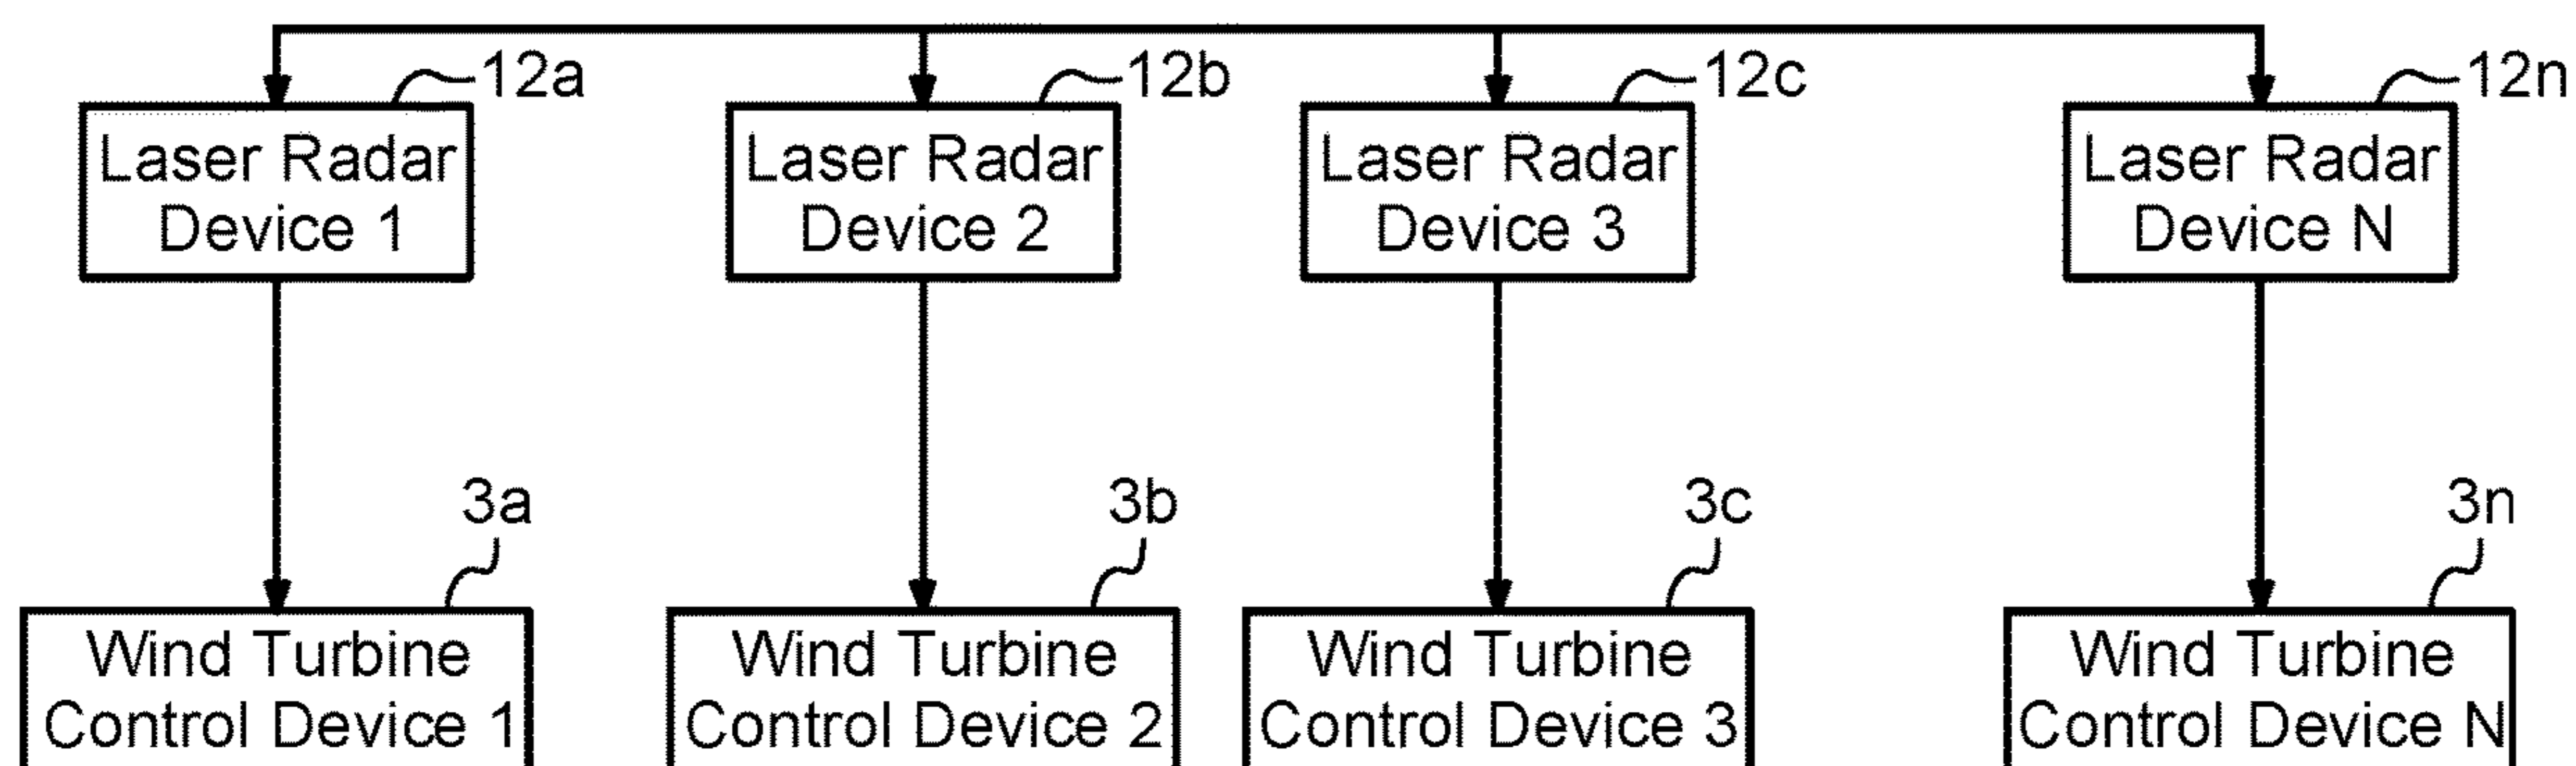 12a
12b
12c
12n
Laser Radar
Device 1
Laser Radar
Device 2
Laser Radar
Device 3
Laser Radar
Device N
3a
3b
3c
3n
Wind Turbine
Control Device 1
Wind Turbine
Control Device 2
Wind Turbine
Control Device 3
Wind Turbine
Control Device N